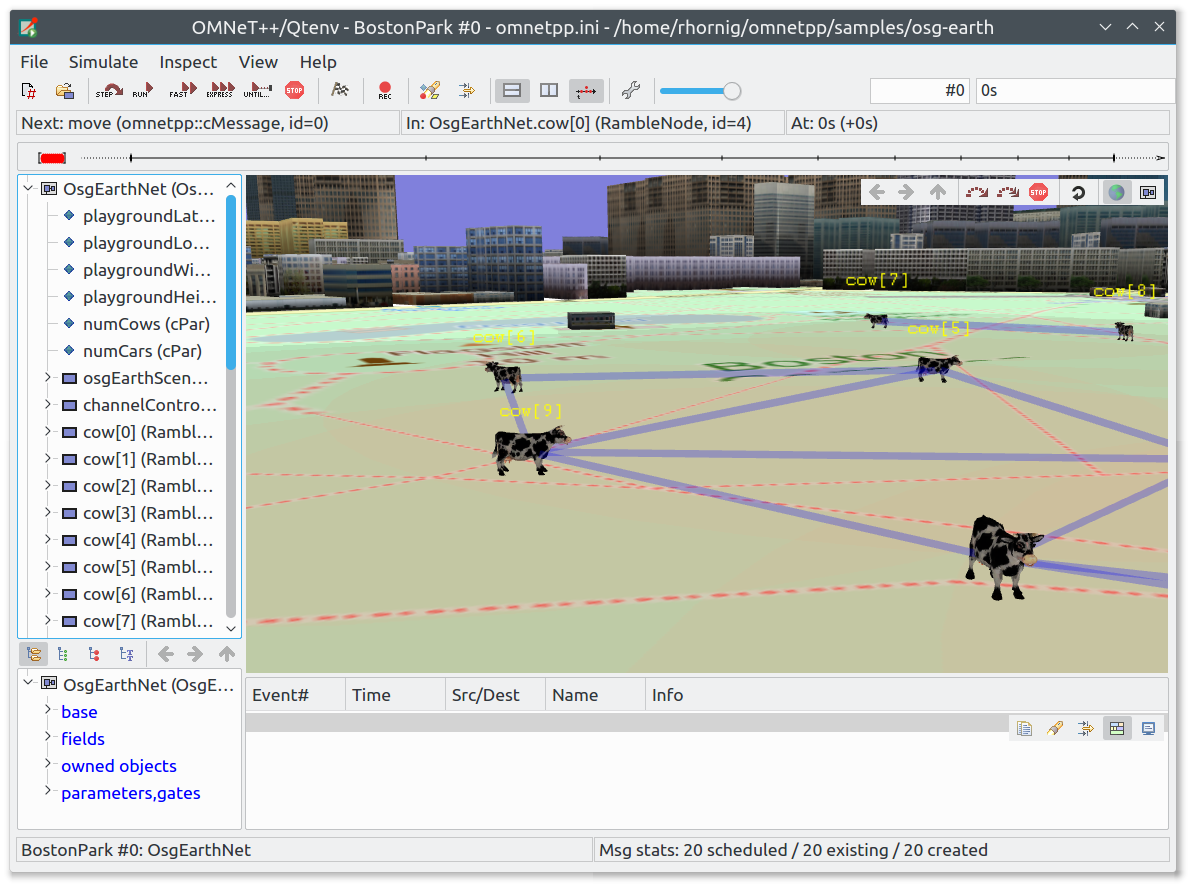 OMNeT++/Qtenv - BostonPark #0 - omnetpp.ini - /home/rhornig/omnetpp/samples/osg-earth
File Simulate Inspect View Help
STEP RUN FAST EXPRESS UNTIL... STOP REC #0 0s
Next: move (omnetpp::cMessage, id=0) In: OsgEarthNet.cow[0] (RambleNode, id=4) At: 0s (+0s)
OsgEarthNet (Os...
playgroundLat...
playgroundLo...
playgroundWi...
playgroundHei...
numCows (cPar)
numCars (cPar)
osgEarthScen...
channelContro...
cow[0] (Rambl...
cow[1] (Rambl...
cow[2] (Rambl...
cow[3] (Rambl...
cow[4] (Rambl...
cow[5] (Rambl...
cow[6] (Rambl...
cow[7] (Rambl...
STOP
cow[7]
cow[8]
cow[5]
cow[6]
Boston
cow[9]
OsgEarthNet (OsgE...
base
fields
owned objects
parameters,gates
Event# Time Src/Dest Name Info
BostonPark #0: OsgEarthNet
Msg stats: 20 scheduled / 20 existing / 20 created